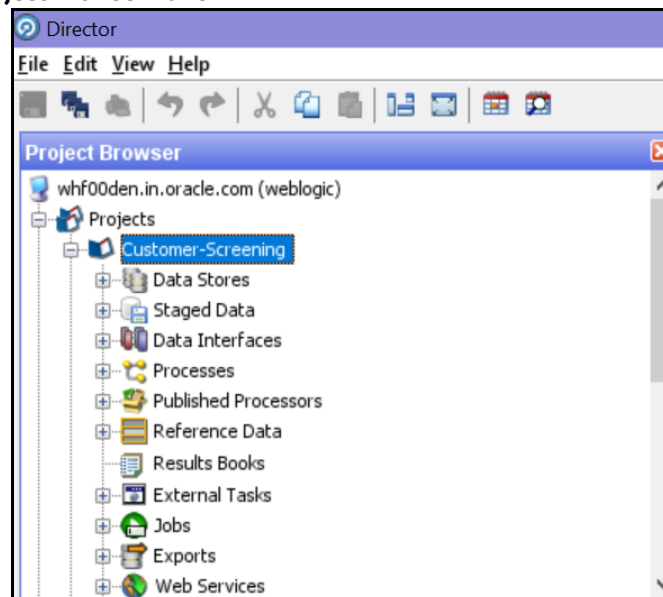 Director
File Edit View Help
Project Browser
whf00den.in.oracle.com (weblogic)
Projects
Customer-Screening
Data Stores
Staged Data
Data Interfaces
Processes
Published Processors
Reference Data
Results Books
External Tasks
Jobs
Exports
Web Services